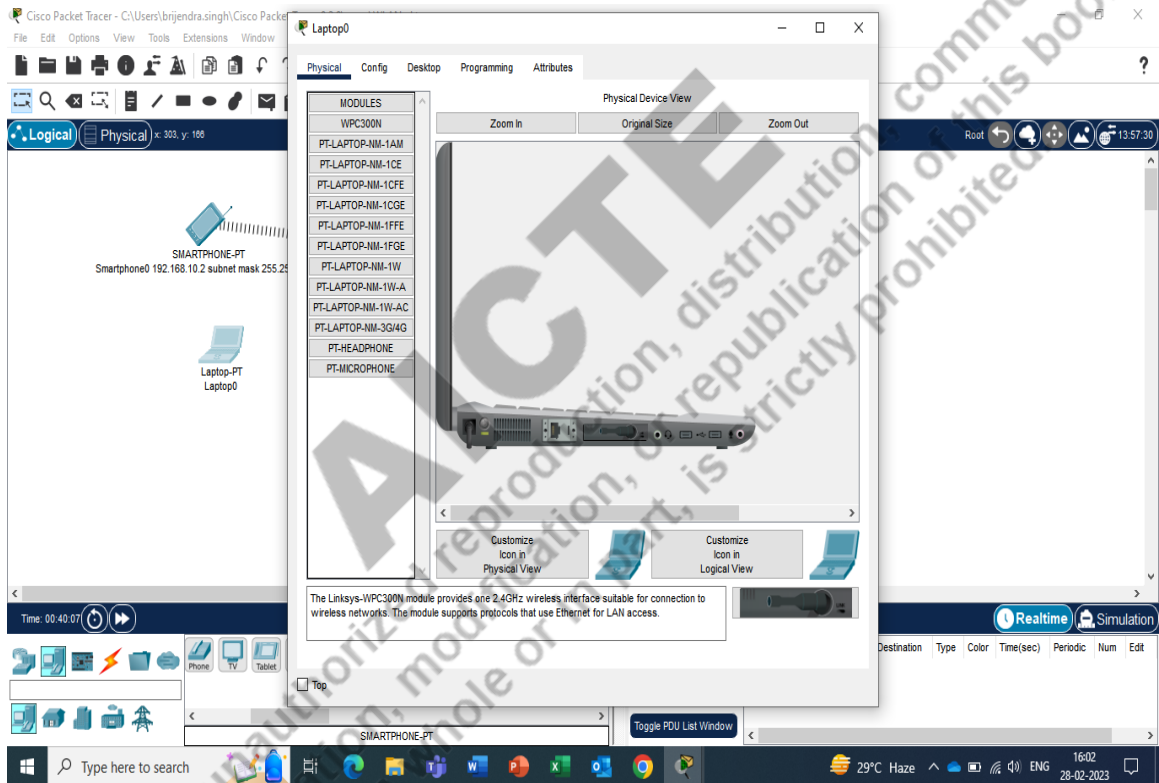 Cisco Packet Tracer - C:\Users\brijendra.singh\Cisco Packet
File Edit Options View Tools Extensions Window
Logical
Physical
x: 303, y: 166
Root
13:57:30
SMARTPHONE-PT
Smartphone0 192.168.10.2 subnet mask 255.25
Laptop-PT
Laptop0
Laptop0
Physical Config Desktop Programming Attributes
MODULES
WPC300N
PT-LAPTOP-NM-1AM
PT-LAPTOP-NM-1CE
PT-LAPTOP-NM-1CFE
PT-LAPTOP-NM-1CGE
PT-LAPTOP-NM-1FFE
PT-LAPTOP-NM-1FGE
PT-LAPTOP-NM-1W
PT-LAPTOP-NM-1W-A
PT-LAPTOP-NM-1W-AC
PT-LAPTOP-NM-3G/4G
PT-HEADPHONE
PT-MICROPHONE
Physical Device View
Zoom In Original Size Zoom Out
Customize
Icon in
Physical View
Customize
Icon in
Logical View
The Linksys-WPC300N module provides one 2.4GHz wireless interface suitable for connection to
wireless networks. The module supports protocols that use Ethernet for LAN access.
Top
Time: 00:40:07
Realtime
Simulation
Phone TV Tablet
Destination Type Color Time(sec) Periodic Num Edit
Toggle PDU List Window
SMARTPHONE-PT
Type here to search
29°C Haze
ENG
16:02
28-02-2023
AICTE
distribution, comme
unauthorized reproduction, or republication of this boo
modification, in whole or in part, is strictly prohibited